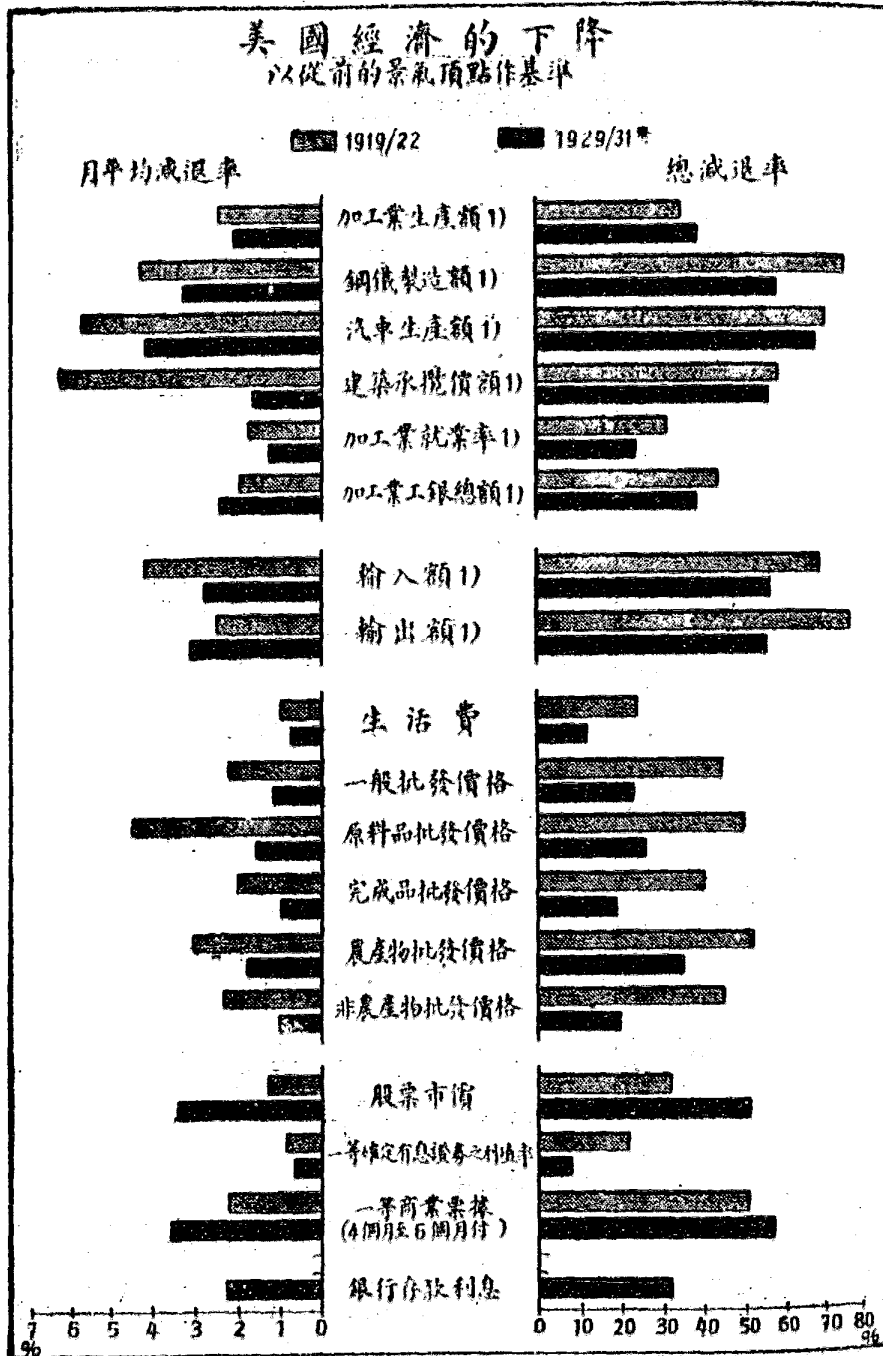 美國經濟的下降
以從前的景氣頂點作基準
1919/22 1929/31*
月平均減退率 總減退率
加工業生產額1)
鋼鐵製造額1)
汽車生產額1)
建築承攬價額1)
加工業就業率1)
加工業工銀總額1)
輸入額1)
輸出額1)
生活費
一般批發價格
原料品批發價格
完成品批發價格
農產物批發價格
非農產物批發價格
股票市價
一等確定有息證券之利息率
一等商業票據
(4個月至6個月付)
銀行存款利息
7 6 5 4 3 2 1 0 0 10 20 30 40 50 60 70 80
% %